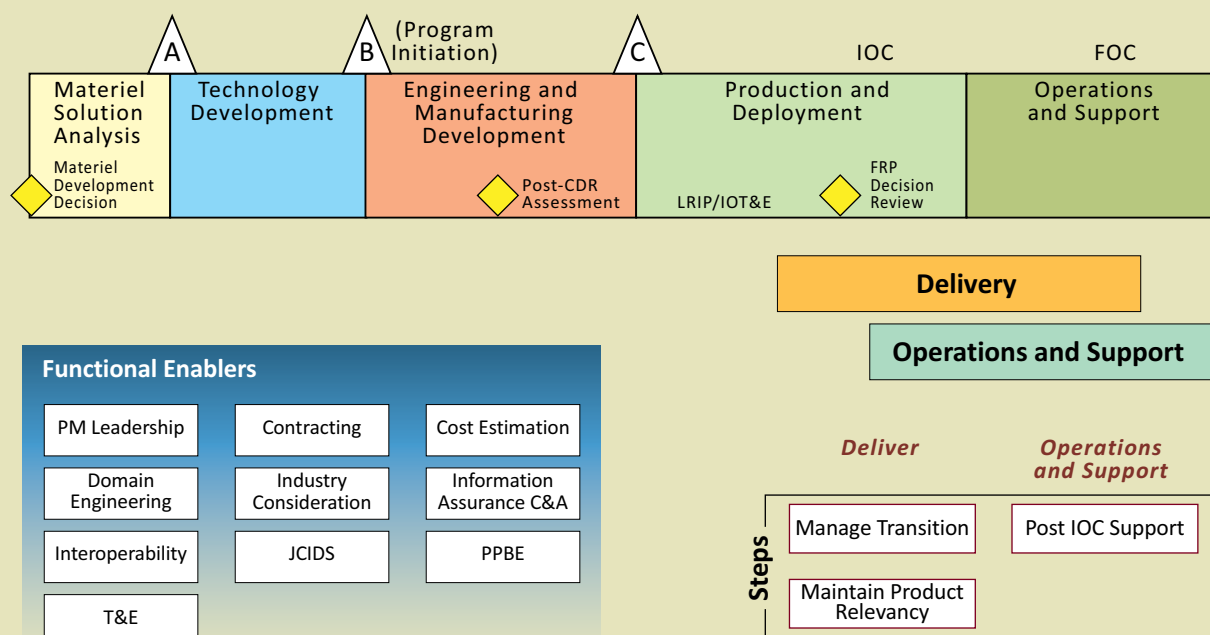 A
B
(Program
Initiation)
C
IOC
FOC
Materiel
Solution
Analysis
Technology
Development
Engineering and
Manufacturing
Development
Production and
Deployment
Operations
and Support
Materiel
Development
Decision
Post-CDR
Assessment
LRIP/IOT&E
FRP
Decision
Review
Delivery
Operations and Support
Functional Enablers
PM Leadership
Contracting
Cost Estimation
Domain
Engineering
Industry
Consideration
Information
Assurance C&A
Interoperability
JCIDS
PPBE
T&E
Deliver
Operations
and Support
Steps
Manage Transition
Post IOC Support
Maintain Product
Relevancy